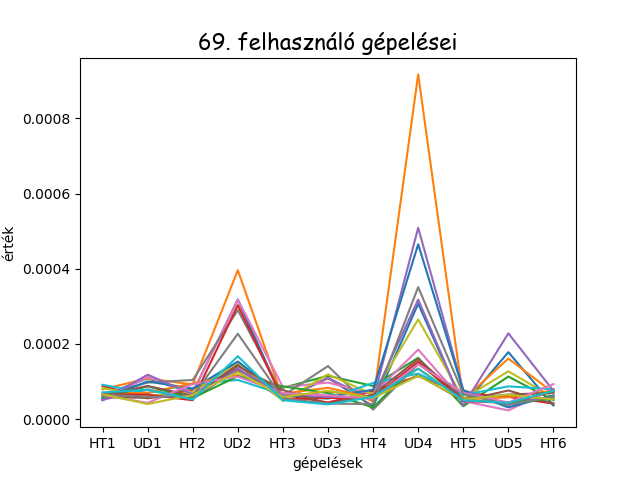 69. felhasználó gépelései
érték
0.0008
0.0006
0.0004
0.0002
0.0000
HT1 UD1 HT2 UD2 HT3 UD3 HT4 UD4 HT5 UD5 HT6
gépelések